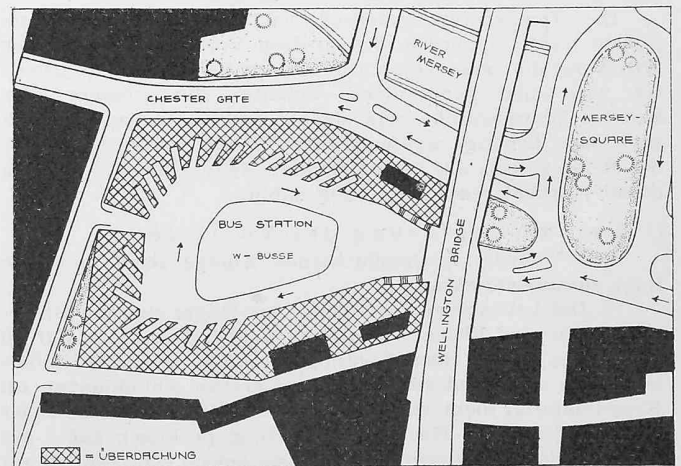 RIVER
MERSEY
CHESTER GATE
MERSEY-
SQUARE
BUS STATION
W-BUSSE
WELLINGTON BRIDGE
= ÜBERDACHUNG